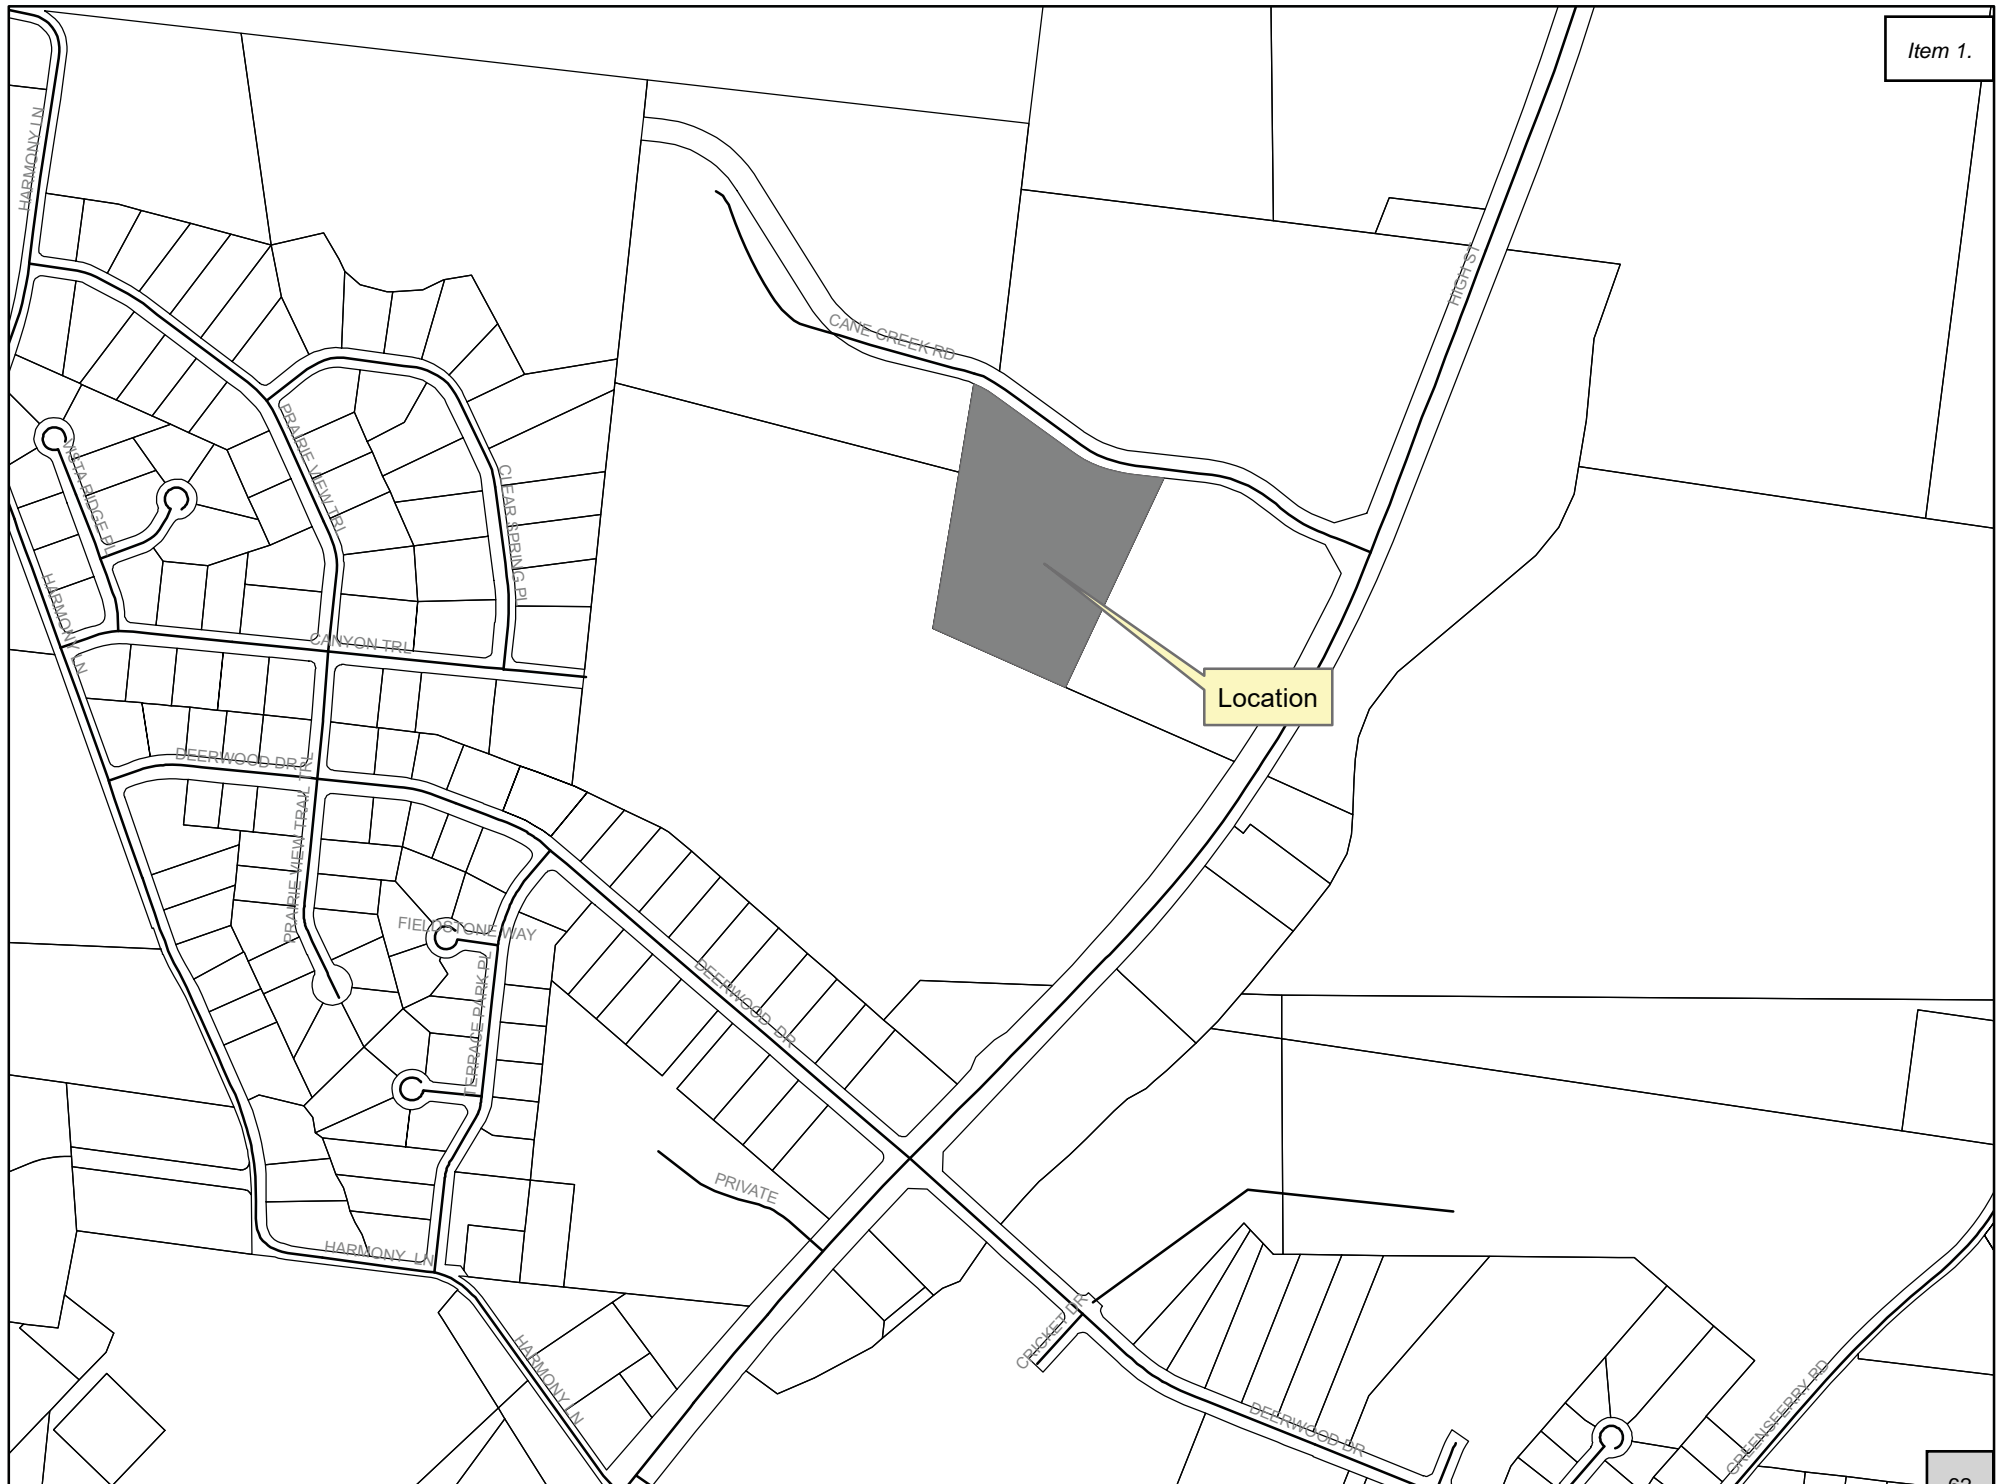 Item 1.
HARMONY LN
HIGH ST
CANE CREEK RD
PRAIRIE VIEW TRL
VISTA RIDGE PL
CLEAR SPRING PL
HARMONY LN
CANYON TRL
Location
DEERWOOD DR
PRAIRIE VIEW TRAIL TRL
FIELDSTONE WAY
TERRACE PARK PL
DEERWOOD DR
PRIVATE
HARMONY LN
CRICKET DR
HARMONY LN
DEERWOOD DR
GREENSFERRY RD